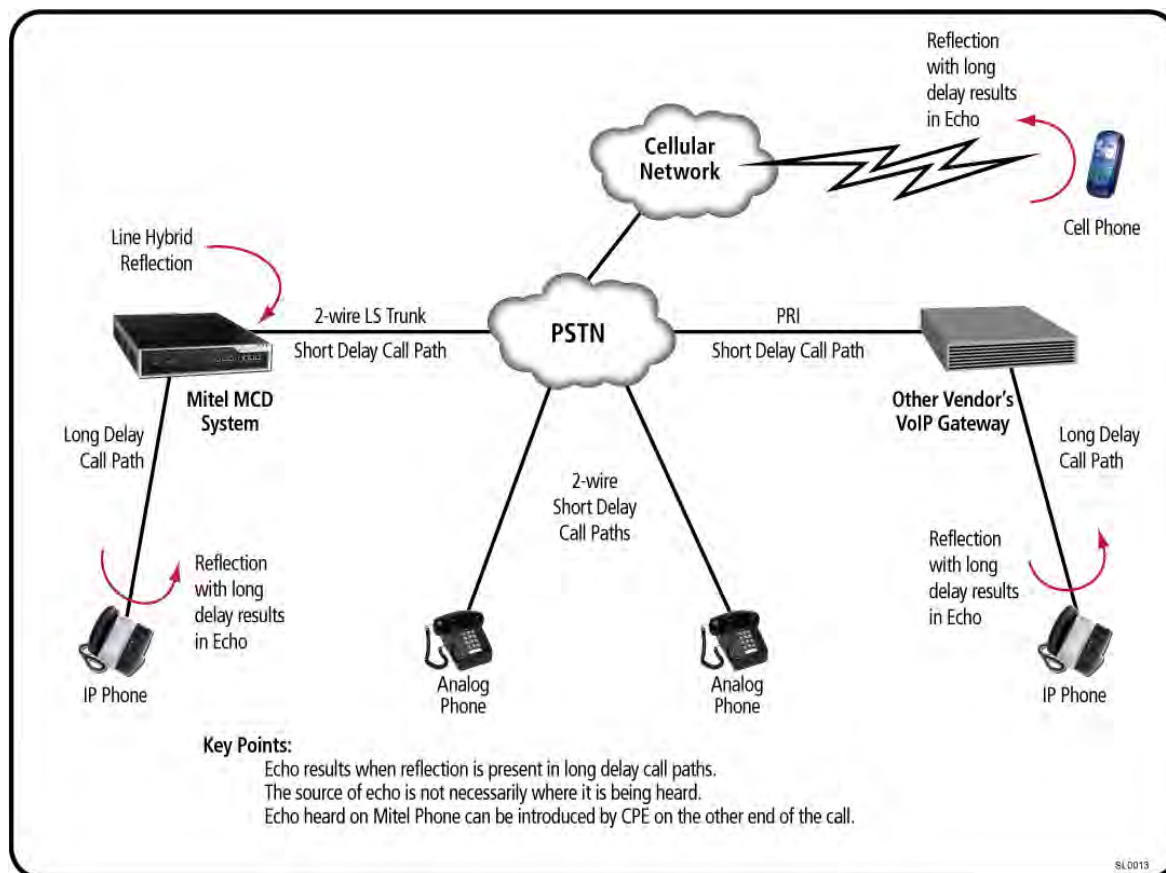 Reflection
with long
delay results
in Echo
Cellular
Network
Cell Phone
Line Hybrid
Reflection
2-wire LS Trunk
Short Delay Call Path
PSTN
PRI
Short Delay Call Path
Mitel MCD
System
Other Vendor's
VoIP Gateway
Long Delay
Call Path
2-wire
Short Delay
Call Paths
Long Delay
Call Path
Reflection
with long
delay results
in Echo
Reflection
with long
delay results
in Echo
IP Phone
Analog
Phone
Analog
Phone
IP Phone
Key Points:
Echo results when reflection is present in long delay call paths.
The source of echo is not necessarily where it is being heard.
Echo heard on Mitel Phone can be introduced by CPE on the other end of the call.
SL0013